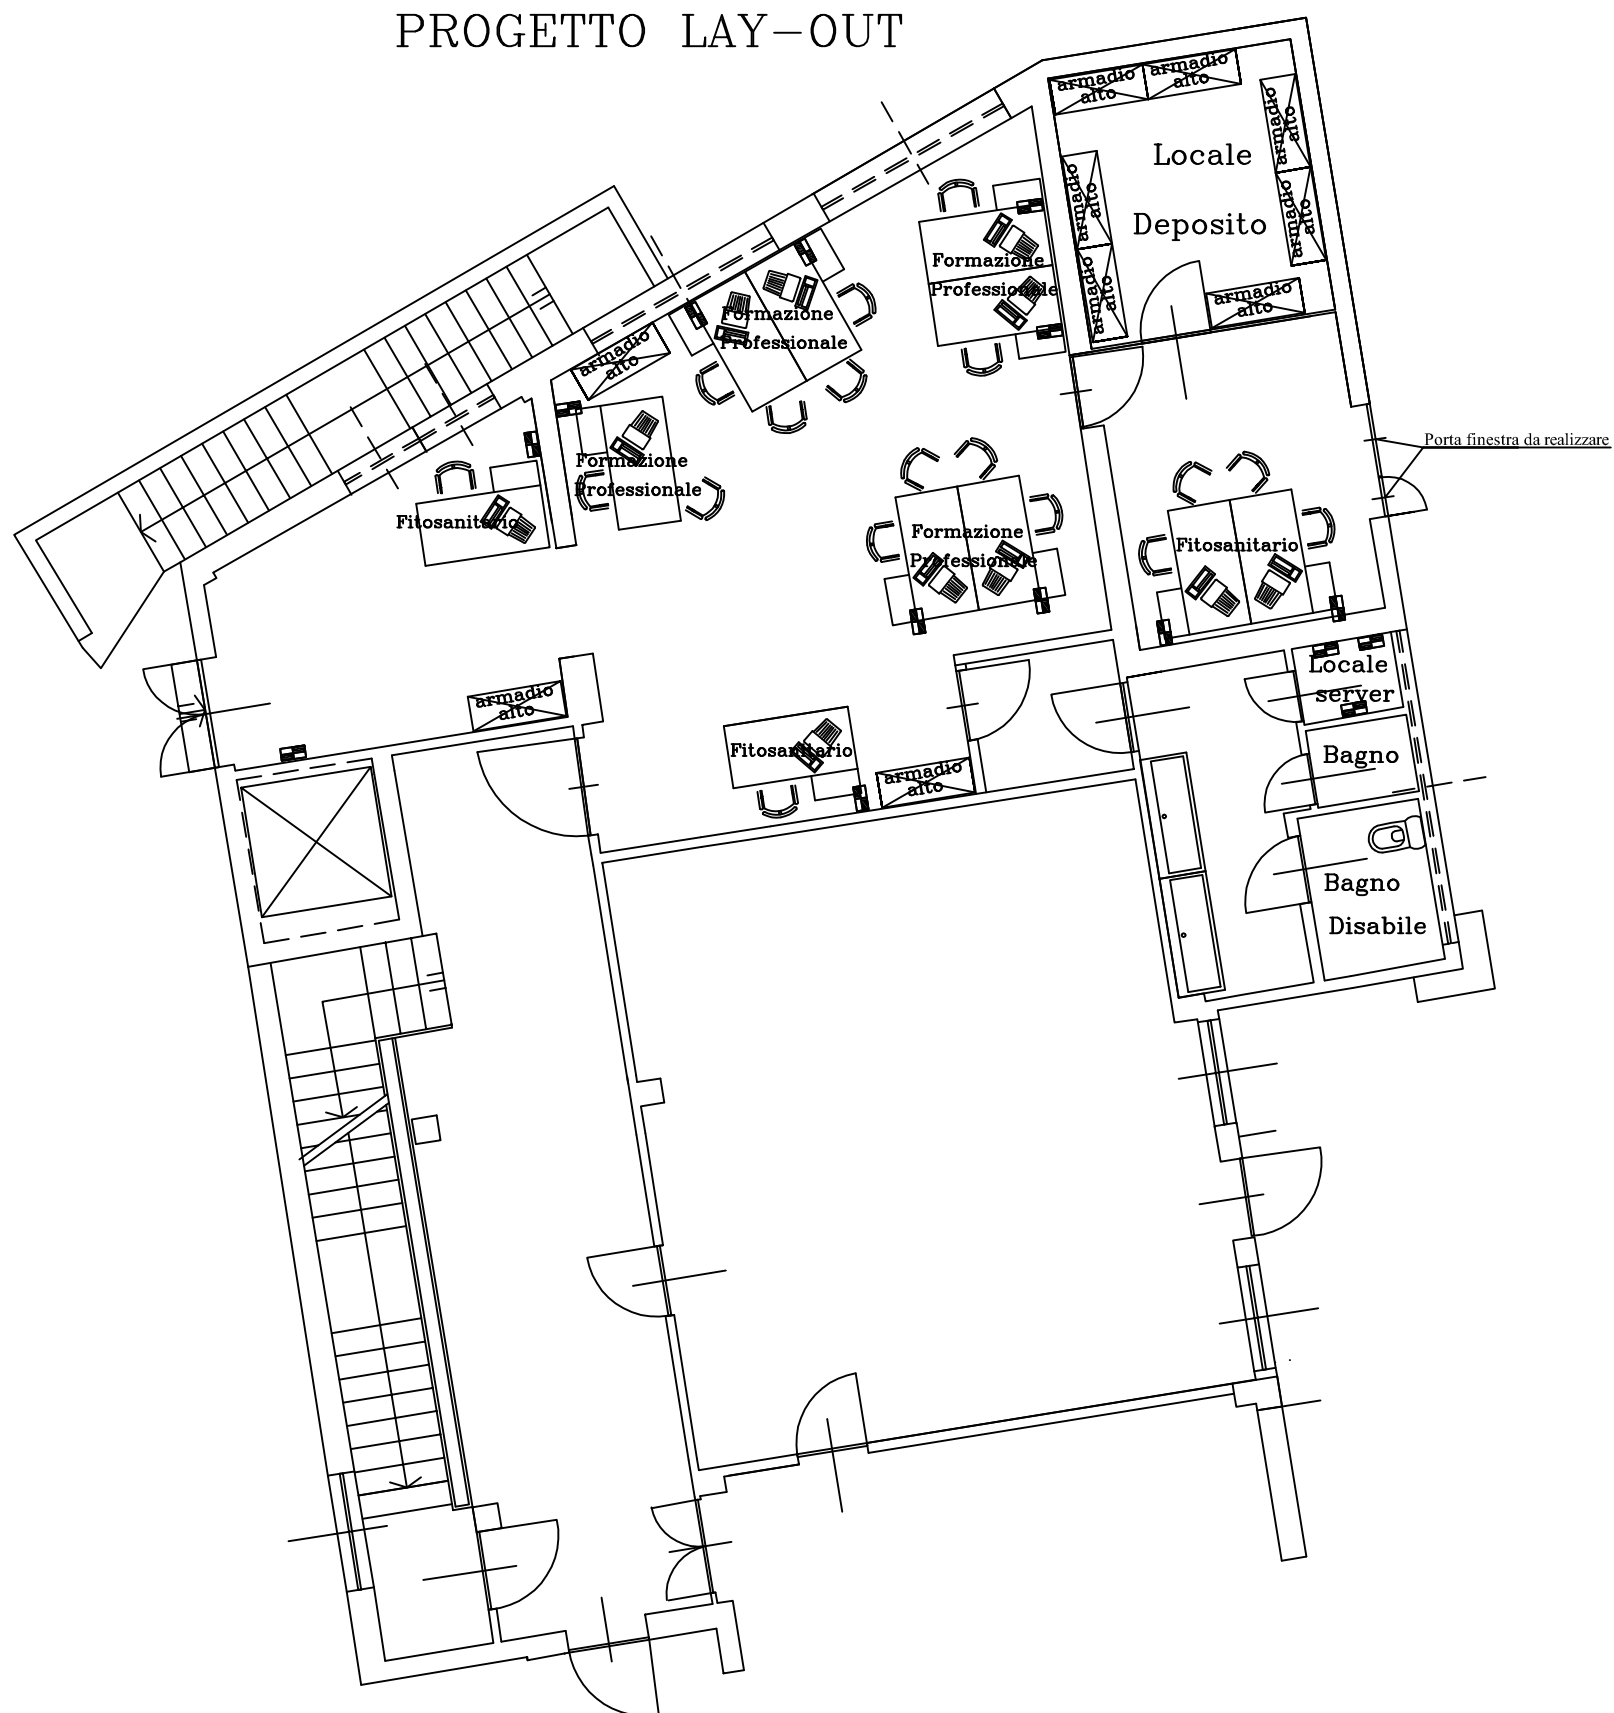 PROGETTO LAY-OUT
armadio
alto
armadio
alto
armadio
alto
armadio
alto
Locale
Deposito
armadio
alto
armadio
alto
armadio
alto
Formazione
Professionale
Formazione
Professionale
armadio
alto
Formazione
Professionale
Fitosanitario
Porta finestra da realizzare
Formazione
Professionale
Fitosanitario
Locale
server
armadio
alto
Fitosanitario
armadio
alto
Bagno
Bagno
Disabile